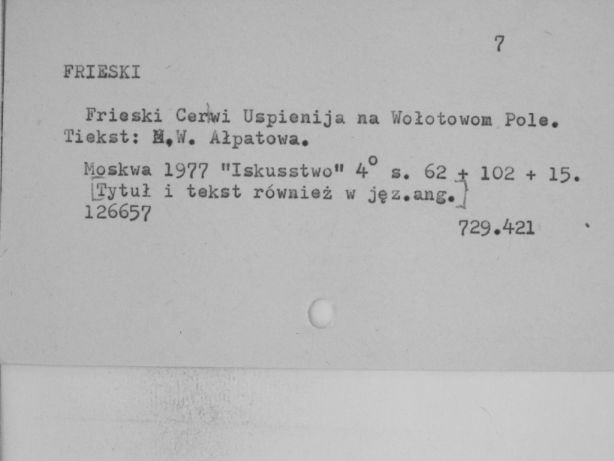 7
FRIESKI
Frieski Cerkwi Uspienija na Wołotowom Pole.
Tiekst: M.W. Ałpatowa.
Moskwa 1977 "Iskusstwo" 4° s. 62 + 102 + 15.
[Tytuł i tekst również w jęz.ang.]
126657
729.421